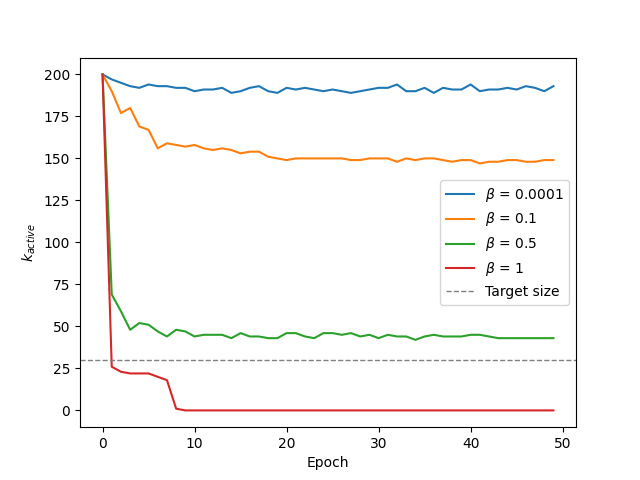 200
175
150
125
100
75
50
25
0
k_active
β = 0.0001
β = 0.1
β = 0.5
β = 1
Target size
0 10 20 30 40 50
Epoch